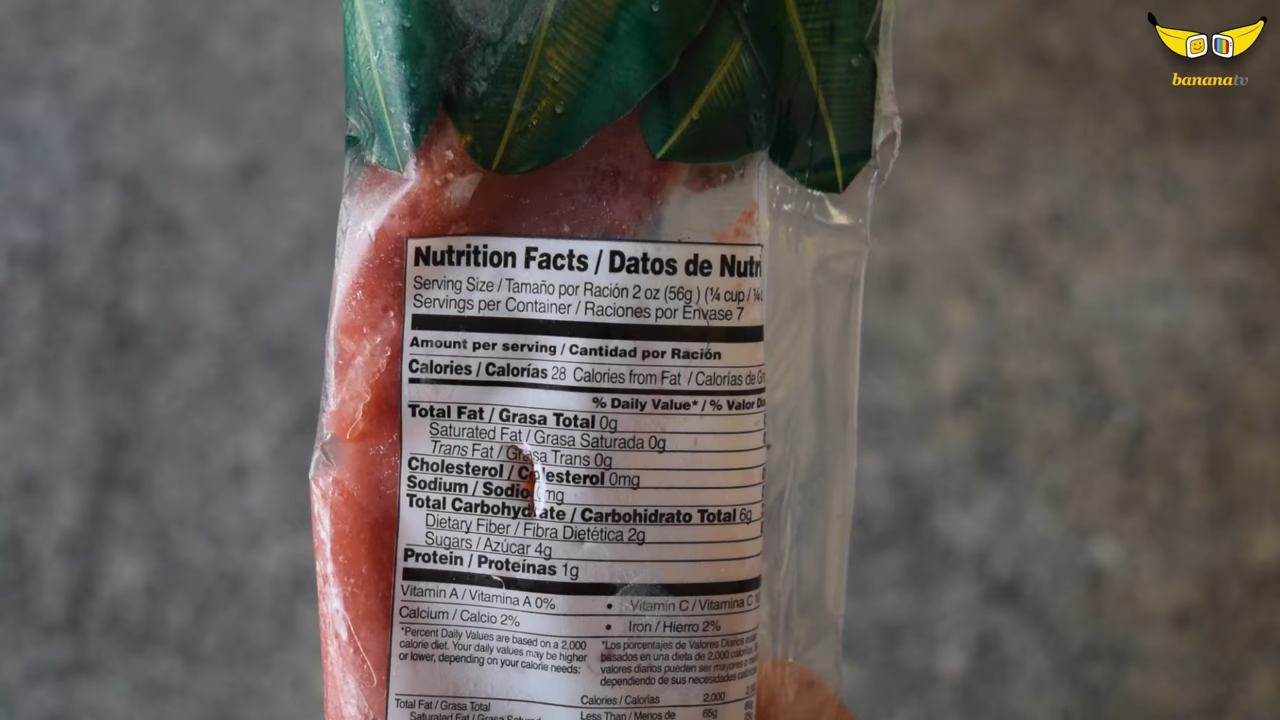 bananatv
Nutrition Facts / Datos de Nutri
Serving Size / Tamaño por Ración 2 oz (56g ) (¼ cup / ¼
Servings per Container / Raciones por Envase 7
Amount per serving / Cantidad por Ración
Calories / Calorías 28 Calories from Fat / Calorías de G
% Daily Value* / % Valor D
Total Fat / Grasa Total 0g
Saturated Fat / Grasa Saturada 0g
Trans Fat / Grasa Trans 0g
Cholesterol / Colesterol 0mg
Sodium / Sodio mg
Total Carbohydrate / Carbohidrato Total 6g
Dietary Fiber / Fibra Dietética 2g
Sugars / Azúcar 4g
Protein / Proteínas 1g
Vitamin A / Vitamina A 0% • Vitamin C / Vitamina C
Calcium / Calcio 2% • Iron / Hierro 2%
*Percent Daily Values are based on a 2,000
calorie diet. Your daily values may be higher
or lower, depending on your calorie needs:
*Los porcentajes de Valores Diarios
basados en una dieta de 2,000
valores diarios pueden ser mayores o
dependiendo de sus necesidades
Calories / Calorías 2,000
Total Fat / Grasa Total Less Than / Menos de 65g
Saturated Fat / Grasa